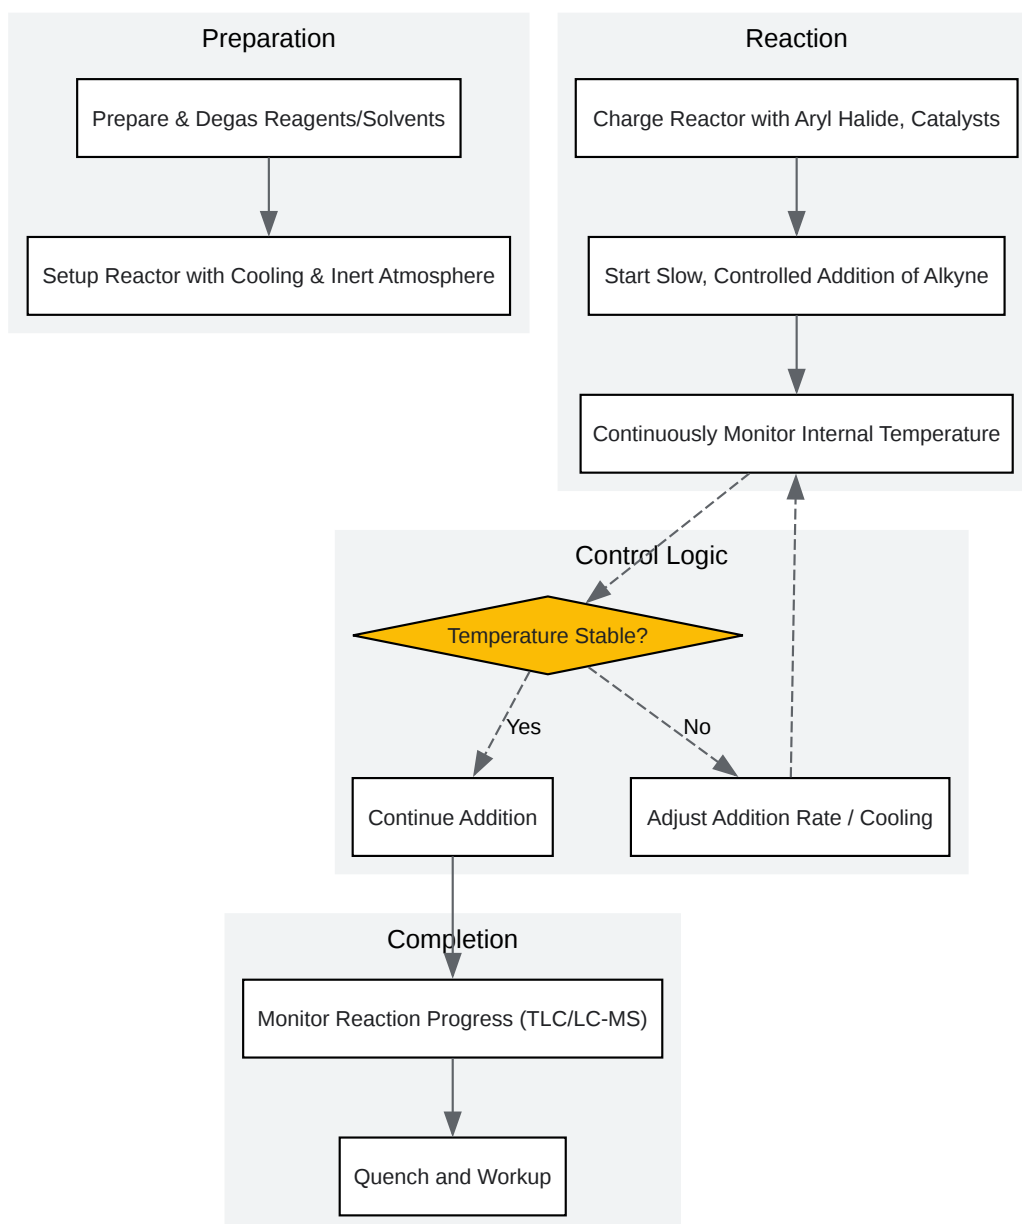 Preparation
Prepare & Degas Reagents/Solvents
Setup Reactor with Cooling & Inert Atmosphere
Reaction
Charge Reactor with Aryl Halide, Catalysts
Start Slow, Controlled Addition of Alkyne
Continuously Monitor Internal Temperature
Control Logic
Temperature Stable?
Yes
No
Continue Addition
Adjust Addition Rate / Cooling
Completion
Monitor Reaction Progress (TLC/LC-MS)
Quench and Workup